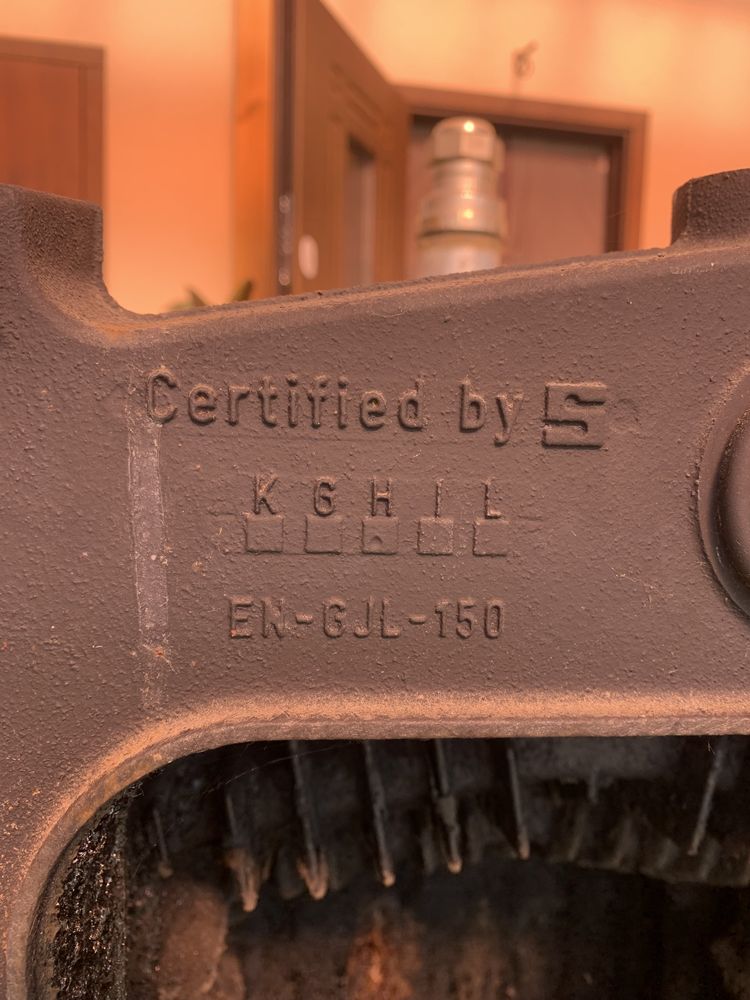 Certified by S
K G H I L
EN-GJL-150